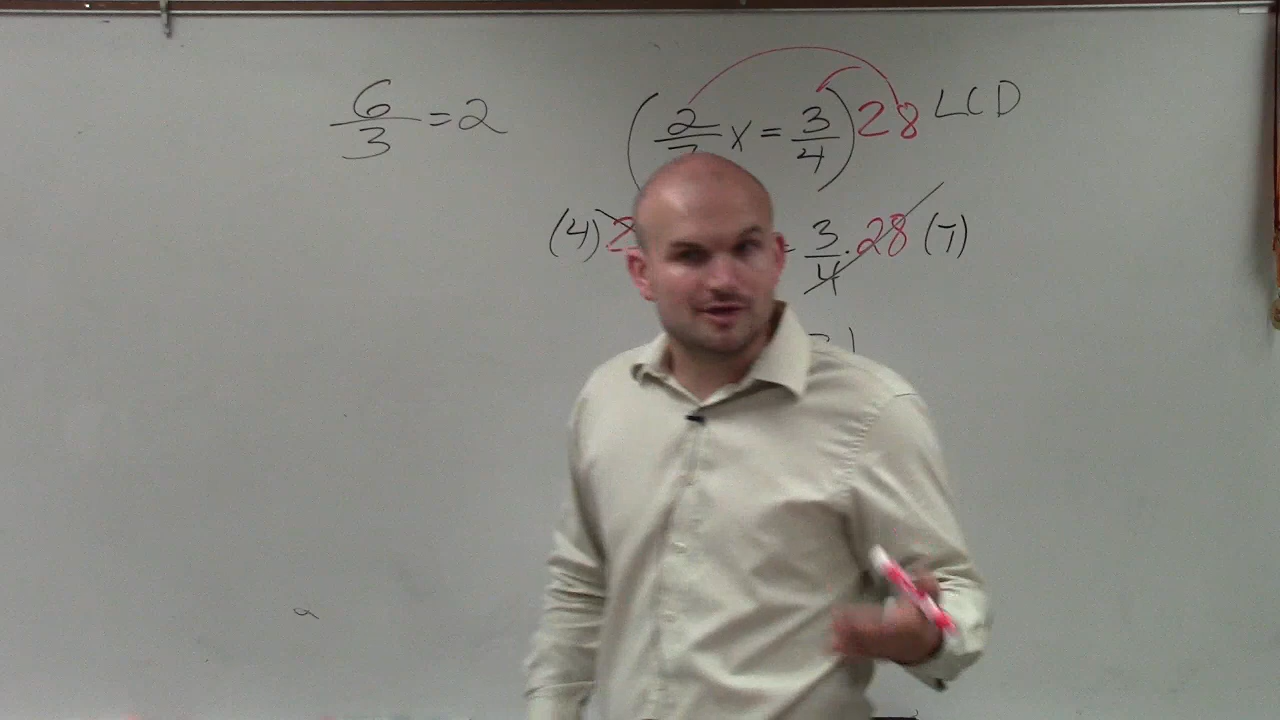 6/3 = 2
(2/7 x = 3/4) 28 LCD
(4) 2 = 3/4 · 28 (7)